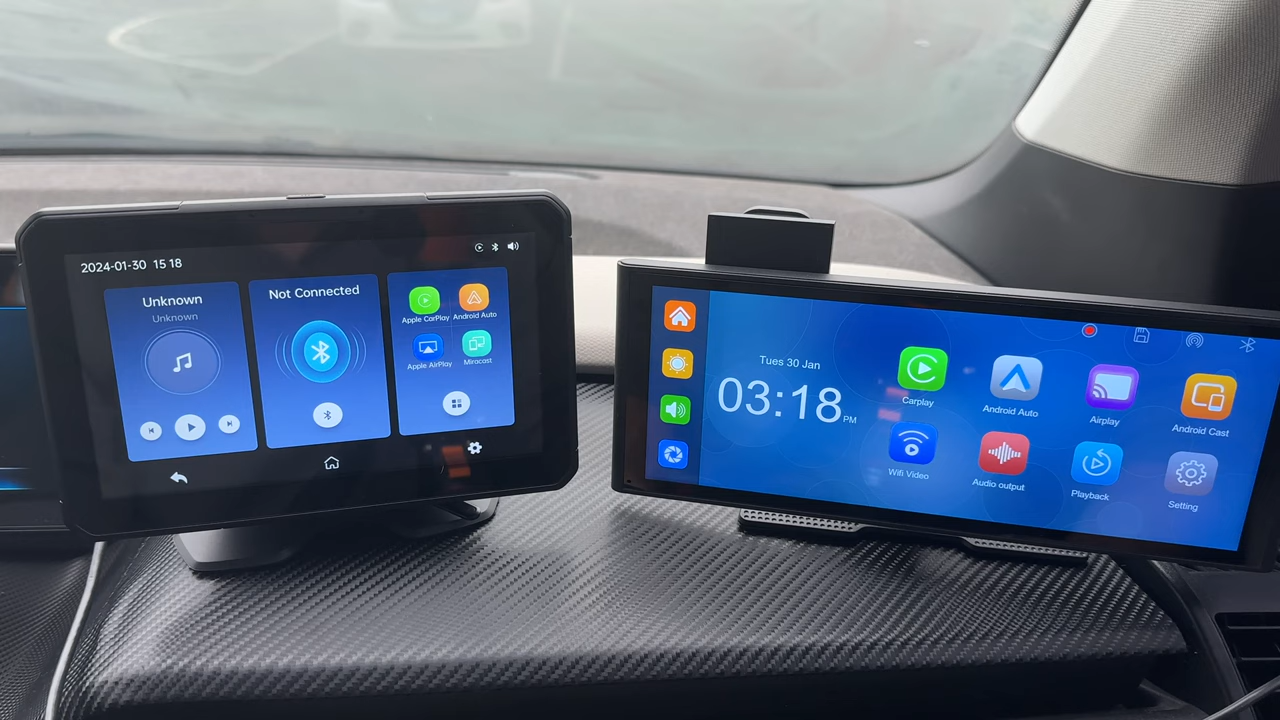 2024-01-30 15 18
Unknown
Unknown
Not Connected
Apple CarPlay Android Auto
Apple AirPlay Miracast
Tues 30 Jan
03:18 PM
Carplay Android Auto Airplay Android Cast
Wifi Video Audio output Playback Setting